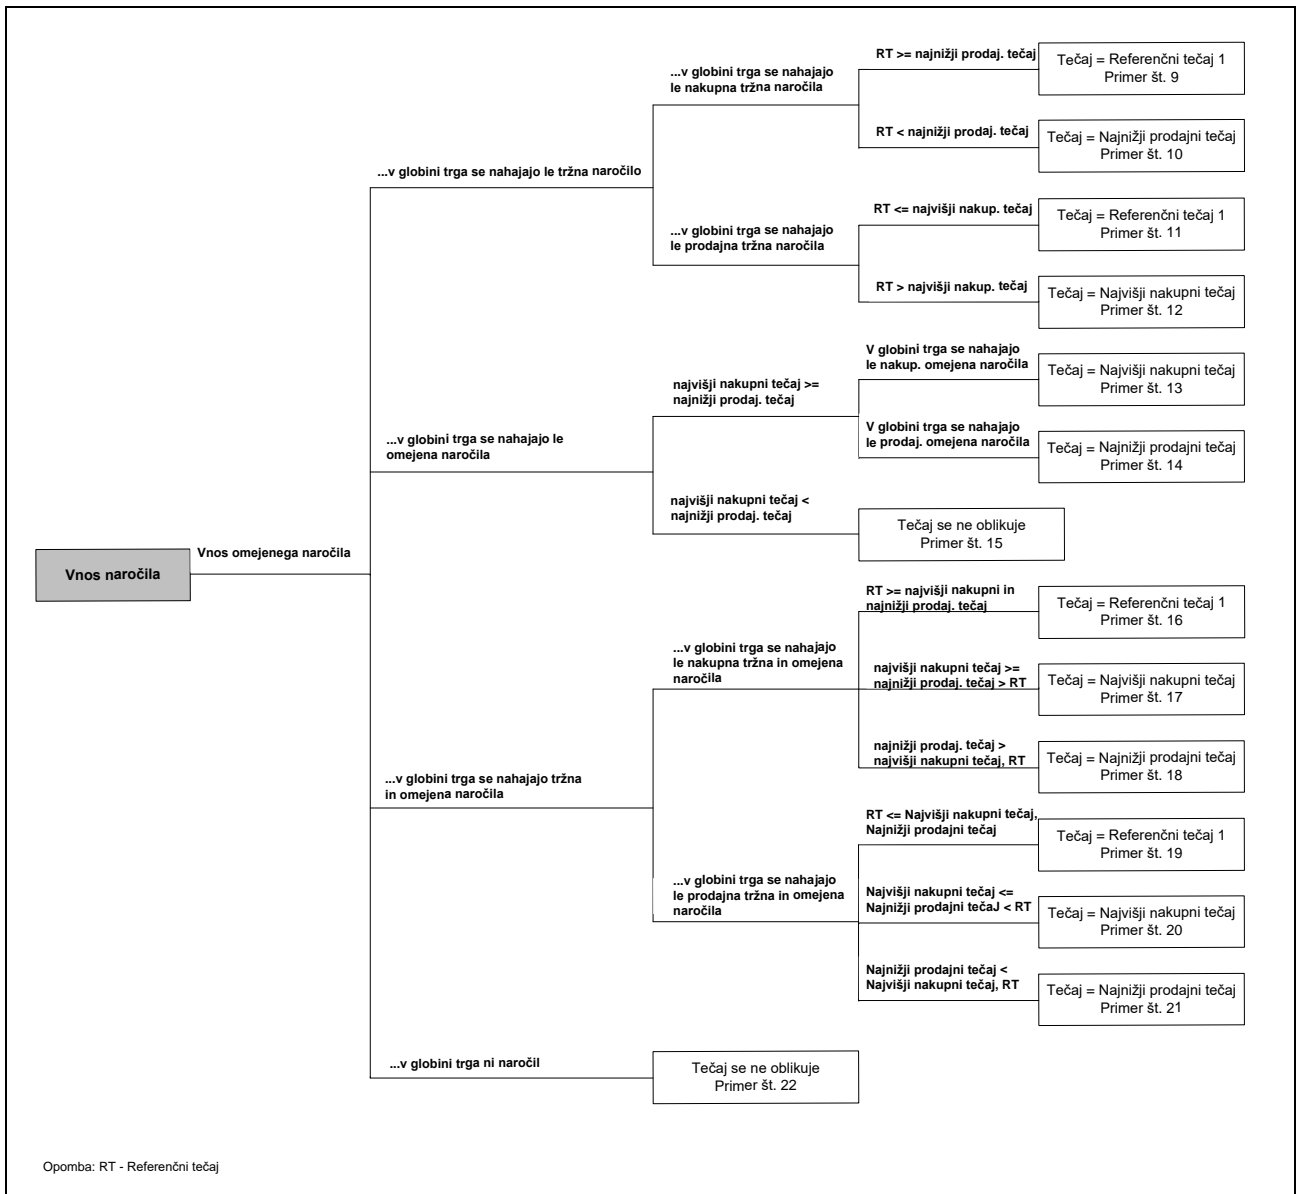 Vnos naročila
Vnos omejenega naročila
...v globini trga se nahajajo le tržna naročilo
...v globini trga se nahajajo
le nakupna tržna naročila
RT >= najnižji prodaj. tečaj
Tečaj = Referenčni tečaj 1
Primer št. 9
RT < najnižji prodaj. tečaj
Tečaj = Najnižji prodajni tečaj
Primer št. 10
...v globini trga se nahajajo
le prodajna tržna naročila
RT <= najvišji nakup. tečaj
Tečaj = Referenčni tečaj 1
Primer št. 11
RT > najvišji nakup. tečaj
Tečaj = Najvišji nakupni tečaj
Primer št. 12
...v globini trga se nahajajo le
omejena naročila
najvišji nakupni tečaj >=
najnižji prodaj. tečaj
V globini trga se nahajajo
le nakup. omejena naročila
Tečaj = Najvišji nakupni tečaj
Primer št. 13
V globini trga se nahajajo
le prodaj. omejena naročila
Tečaj = Najnižji prodajni tečaj
Primer št. 14
najvišji nakupni tečaj <
najnižji prodaj. tečaj
Tečaj se ne oblikuje
Primer št. 15
...v globini trga se nahajajo tržna
in omejena naročila
...v globini trga se nahajajo
le nakupna tržna in omejena
naročila
RT >= najvišji nakupni in
najnižji prodaj. tečaj
Tečaj = Referenčni tečaj 1
Primer št. 16
najvišji nakupni tečaj >=
najnižji prodaj. tečaj > RT
Tečaj = Najvišji nakupni tečaj
Primer št. 17
najnižji prodaj. tečaj >
najvišji nakupni tečaj, RT
Tečaj = Najnižji prodajni tečaj
Primer št. 18
...v globini trga se nahajajo
le prodajna tržna in omejena
naročila
RT <= Najvišji nakupni tečaj,
Najnižji prodajni tečaj
Tečaj = Referenčni tečaj 1
Primer št. 19
Najvišji nakupni tečaj <=
Najnižji prodajni tečaJ < RT
Tečaj = Najvišji nakupni tečaj
Primer št. 20
Najnižji prodajni tečaj <
Najvišji nakupni tečaj, RT
Tečaj = Najnižji prodajni tečaj
Primer št. 21
...v globini trga ni naročil
Tečaj se ne oblikuje
Primer št. 22
Opomba: RT - Referenčni tečaj